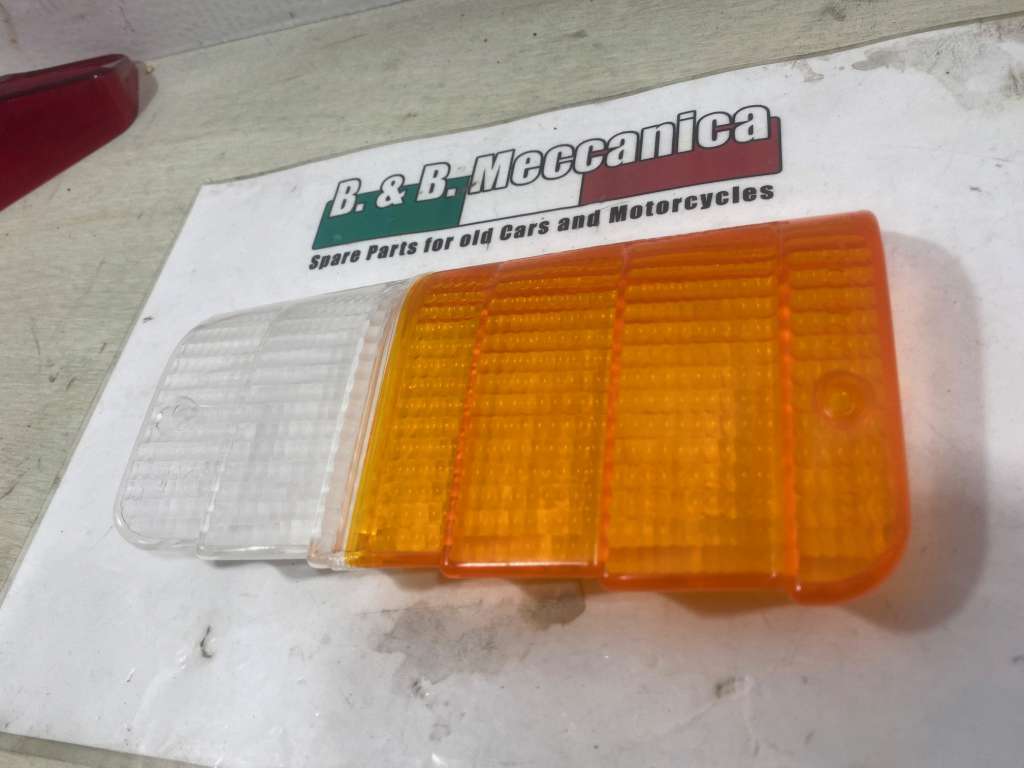 B. & B. Meccanica
Spare Parts for old Cars and Motorcycles